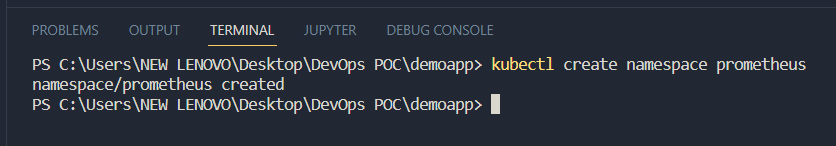 PROBLEMS OUTPUT TERMINAL JUPYTER DEBUG CONSOLE
PS C:\Users\NEW LENOVO\Desktop\DevOps POC\demoapp> kubectl create namespace prometheus
namespace/prometheus created
PS C:\Users\NEW LENOVO\Desktop\DevOps POC\demoapp>